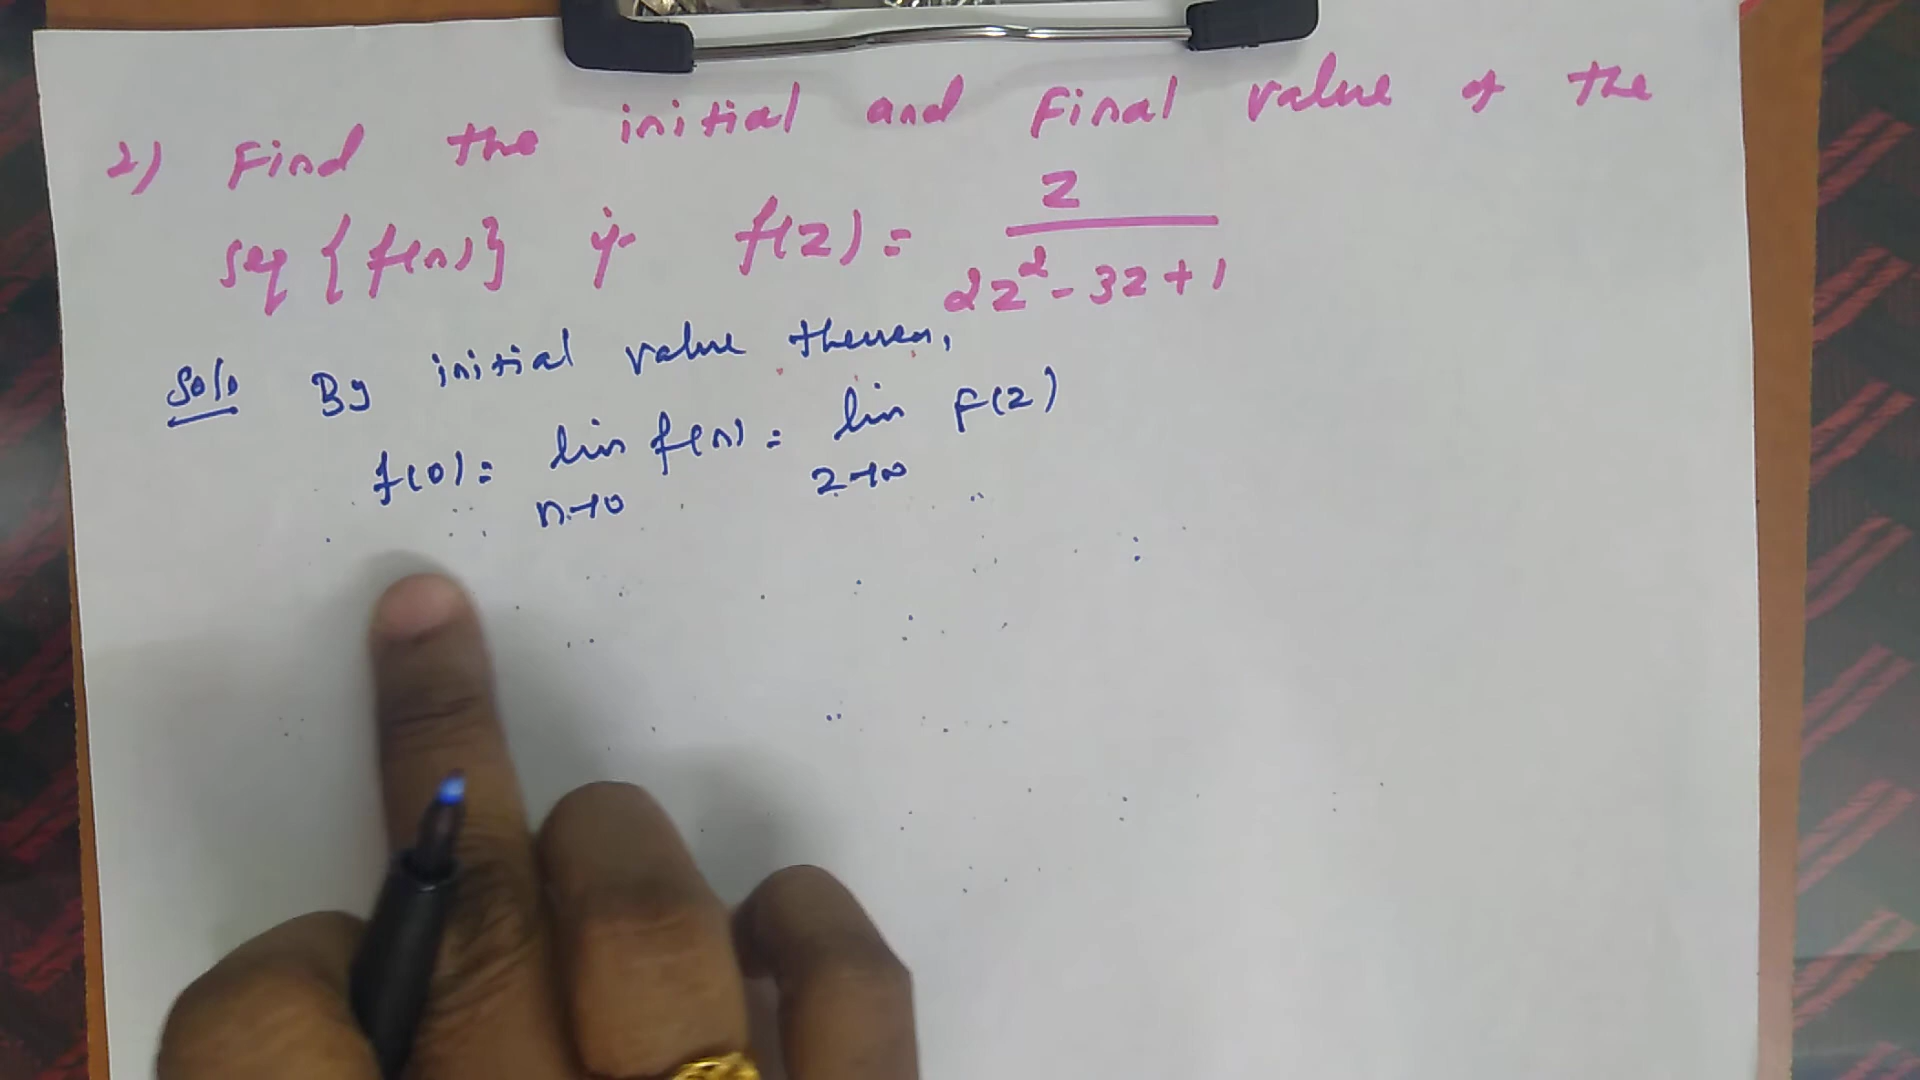 2) Find the initial and Final value of the
seq {f(n)} if f(z) = z / 2z² - 3z + 1
Soln By initial value theorem,
f(0) = lim n→0 f(n) = lim z→∞ F(z)